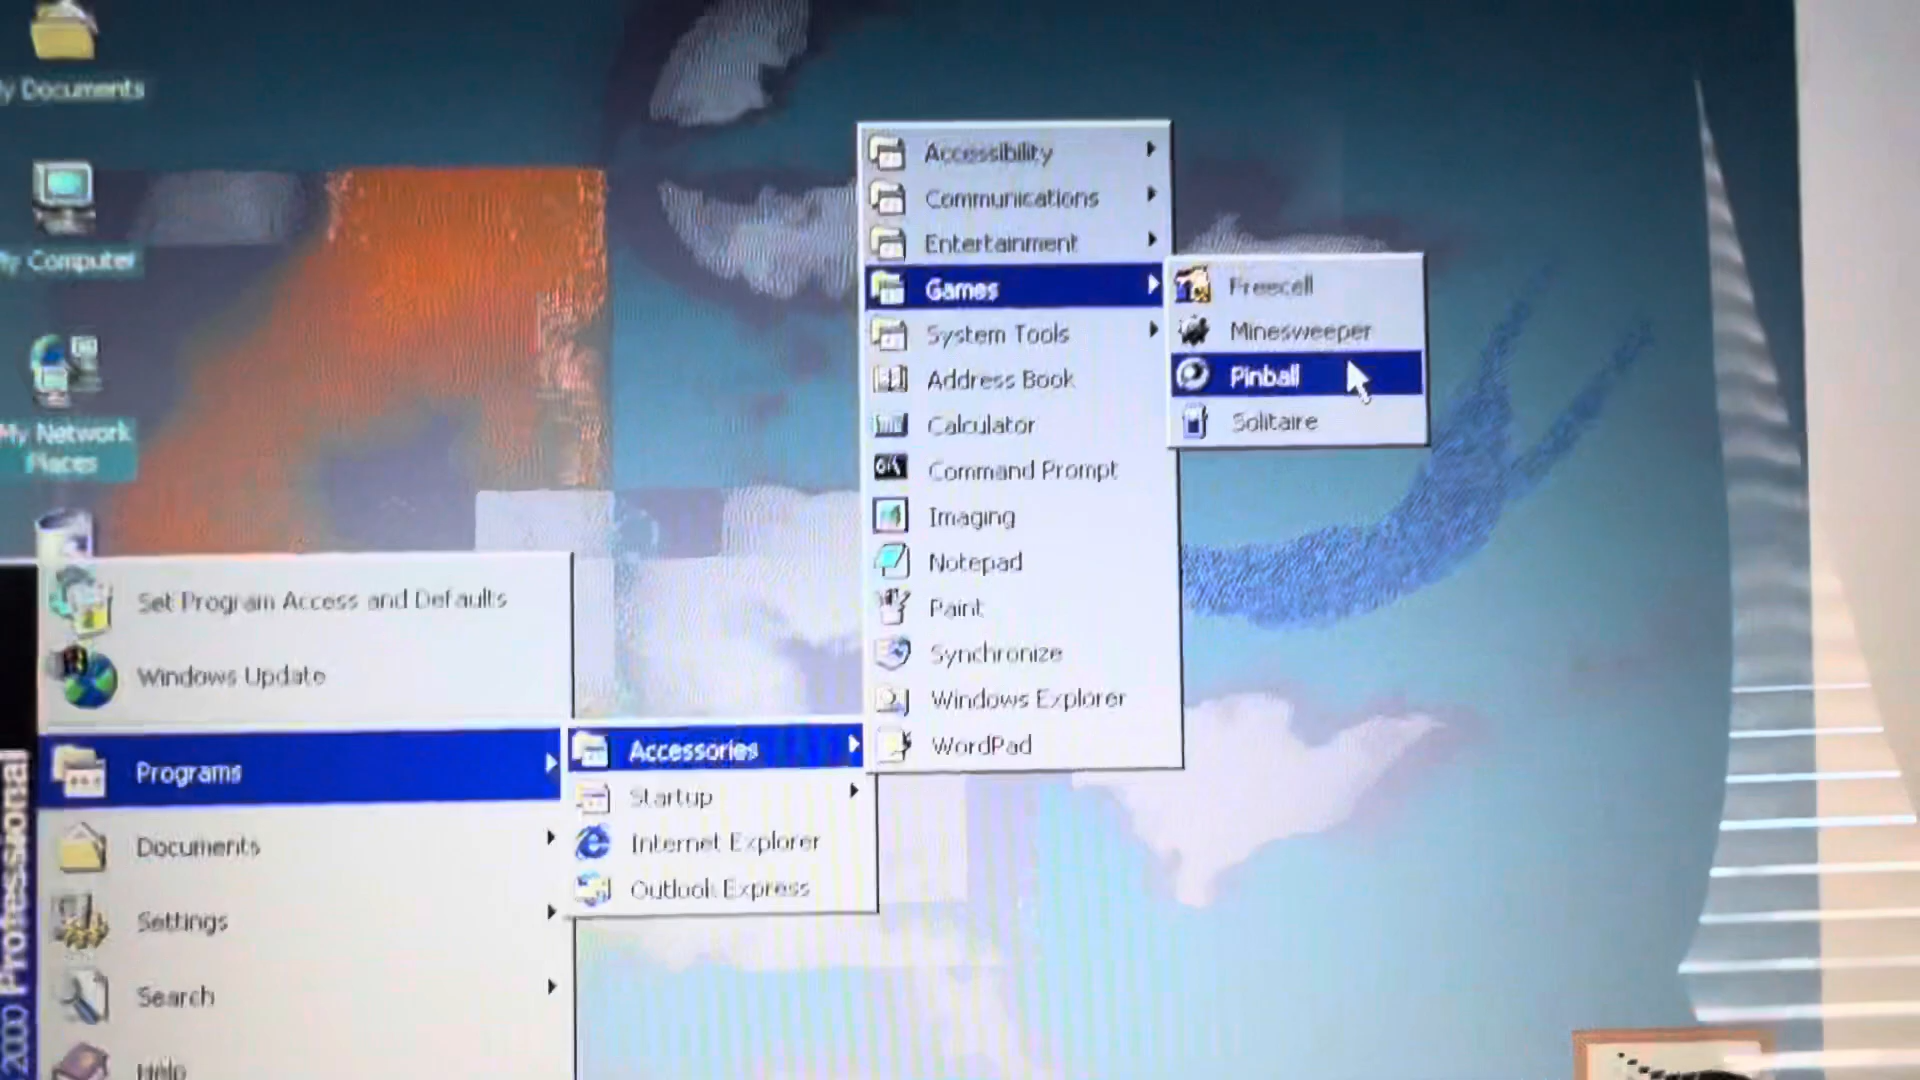 My Documents
My Computer
My Network
Places
Accessibility
Communications
Entertainment
Games
System Tools
Address Book
Calculator
Command Prompt
Imaging
Notepad
Paint
Synchronize
Windows Explorer
WordPad
Freecell
Minesweeper
Pinball
Solitaire
Set Program Access and Defaults
Windows Update
Programs
Documents
Settings
Search
Help
Accessories
Startup
Internet Explorer
Outlook Express
2000 Professional